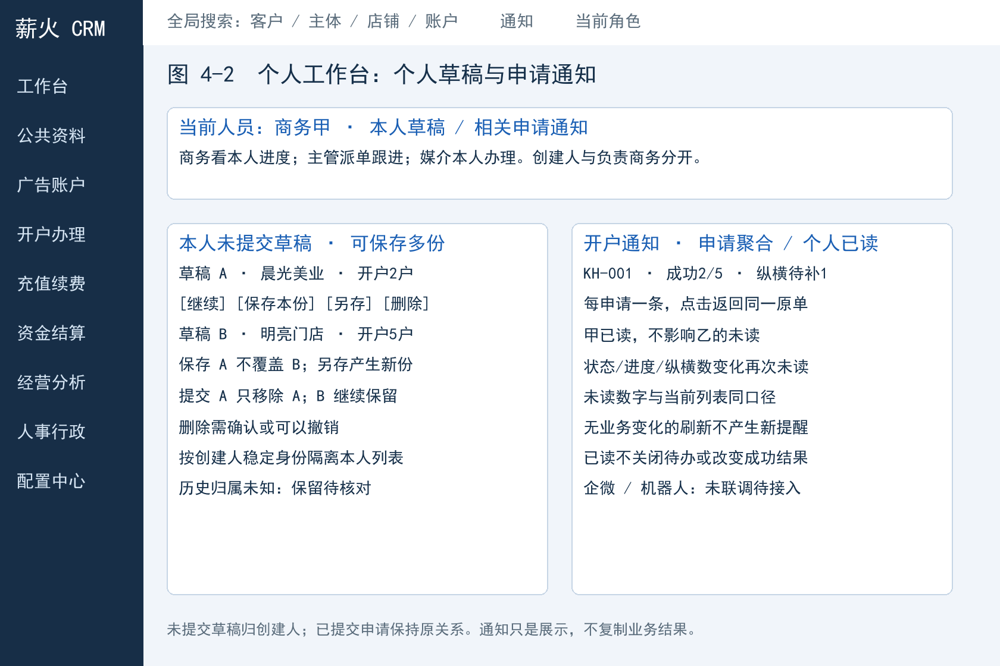 薪火 CRM
工作台
公共资料
广告账户
开户办理
充值续费
资金结算
经营分析
人事行政
配置中心
全局搜索：客户 / 主体 / 店铺 / 账户 通知 当前角色
图 4-2 个人工作台：个人草稿与申请通知
当前人员：商务甲 · 本人草稿 / 相关申请通知
商务看本人进度；主管派单跟进；媒介本人办理。创建人与负责商务分开。
本人未提交草稿 · 可保存多份
草稿 A · 晨光美业 · 开户2户
[继续] [保存本份] [另存] [删除]
草稿 B · 明亮门店 · 开户5户
保存 A 不覆盖 B；另存产生新份
提交 A 只移除 A；B 继续保留
删除需确认或可以撤销
按创建人稳定身份隔离本人列表
历史归属未知：保留待核对
开户通知 · 申请聚合 / 个人已读
KH-001 · 成功2/5 · 纵横待补1
每申请一条，点击返回同一原单
甲已读，不影响乙的未读
状态/进度/纵横数变化再次未读
未读数字与当前列表同口径
无业务变化的刷新不产生新提醒
已读不关闭待办或改变成功结果
企微 / 机器人：未联调待接入
未提交草稿归创建人；已提交申请保持原关系。通知只是展示，不复制业务结果。